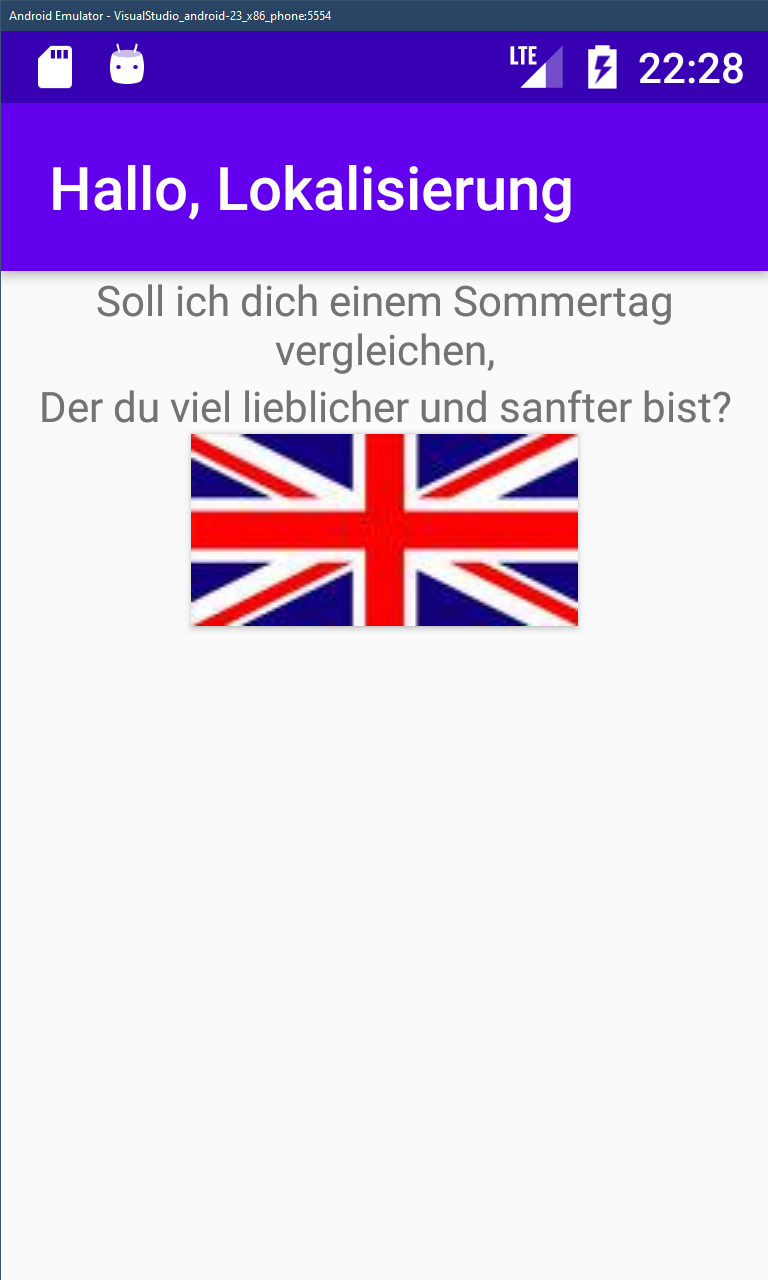 Android Emulator - VisualStudio_android-23_x86_phone:5554
LTE 22:28
Hallo, Lokalisierung
Soll ich dich einem Sommertag
vergleichen,
Der du viel lieblicher und sanfter bist?